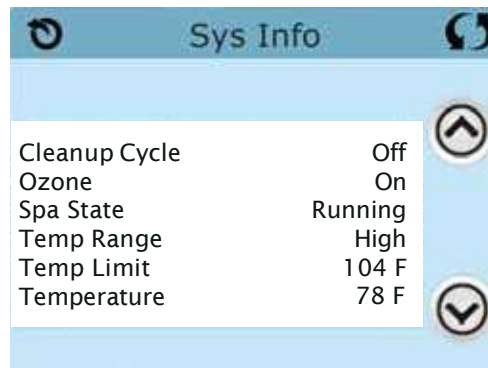 Sys Info
Cleanup Cycle Off
Ozone On
Spa State Running
Temp Range High
Temp Limit 104 F
Temperature 78 F